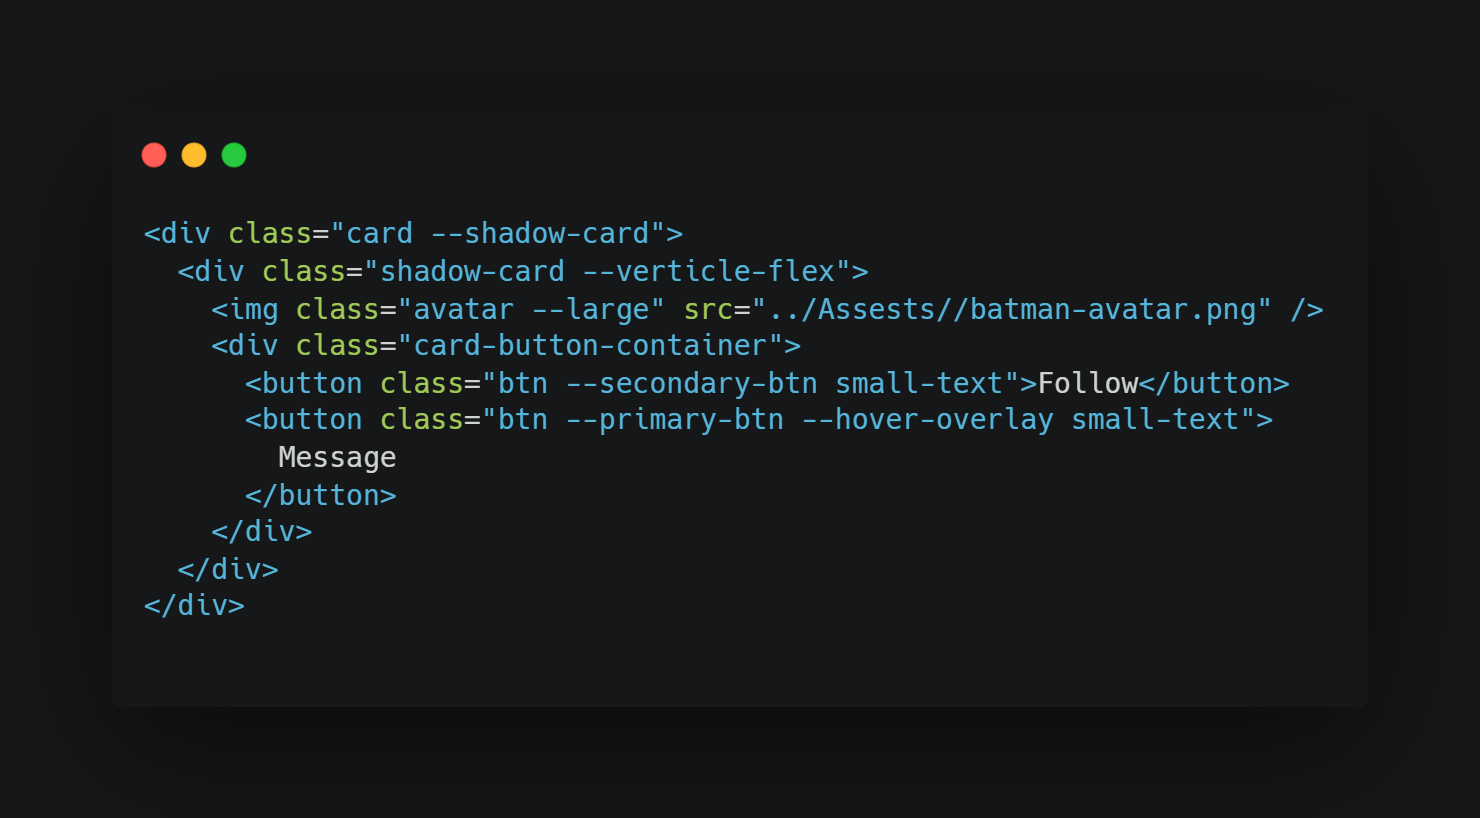 <div class="card --shadow-card">
  <div class="shadow-card --verticle-flex">
    <img class="avatar --large" src="../Assests//batman-avatar.png" />
    <div class="card-button-container">
      <button class="btn --secondary-btn small-text">Follow</button>
      <button class="btn --primary-btn --hover-overlay small-text">
        Message
      </button>
    </div>
  </div>
</div>